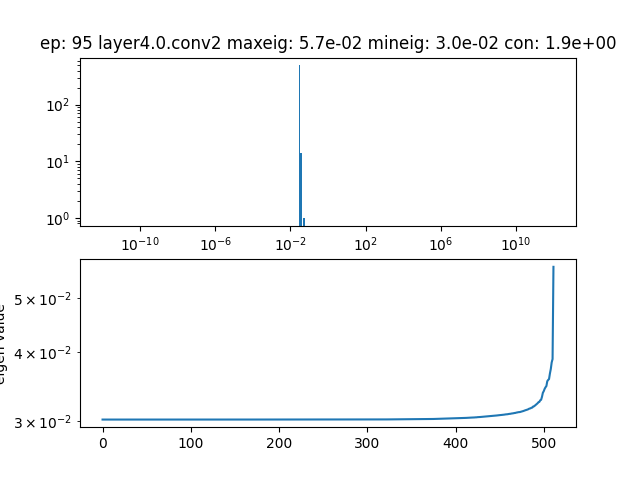 ep: 95 layer4.0.conv2 maxeig: 5.7e-02 mineig: 3.0e-02 con: 1.9e+00
10²
10¹
10⁰
10⁻¹⁰ 10⁻⁶ 10⁻² 10² 10⁶ 10¹⁰
eigen value
5 × 10⁻²
4 × 10⁻²
3 × 10⁻²
0 100 200 300 400 500